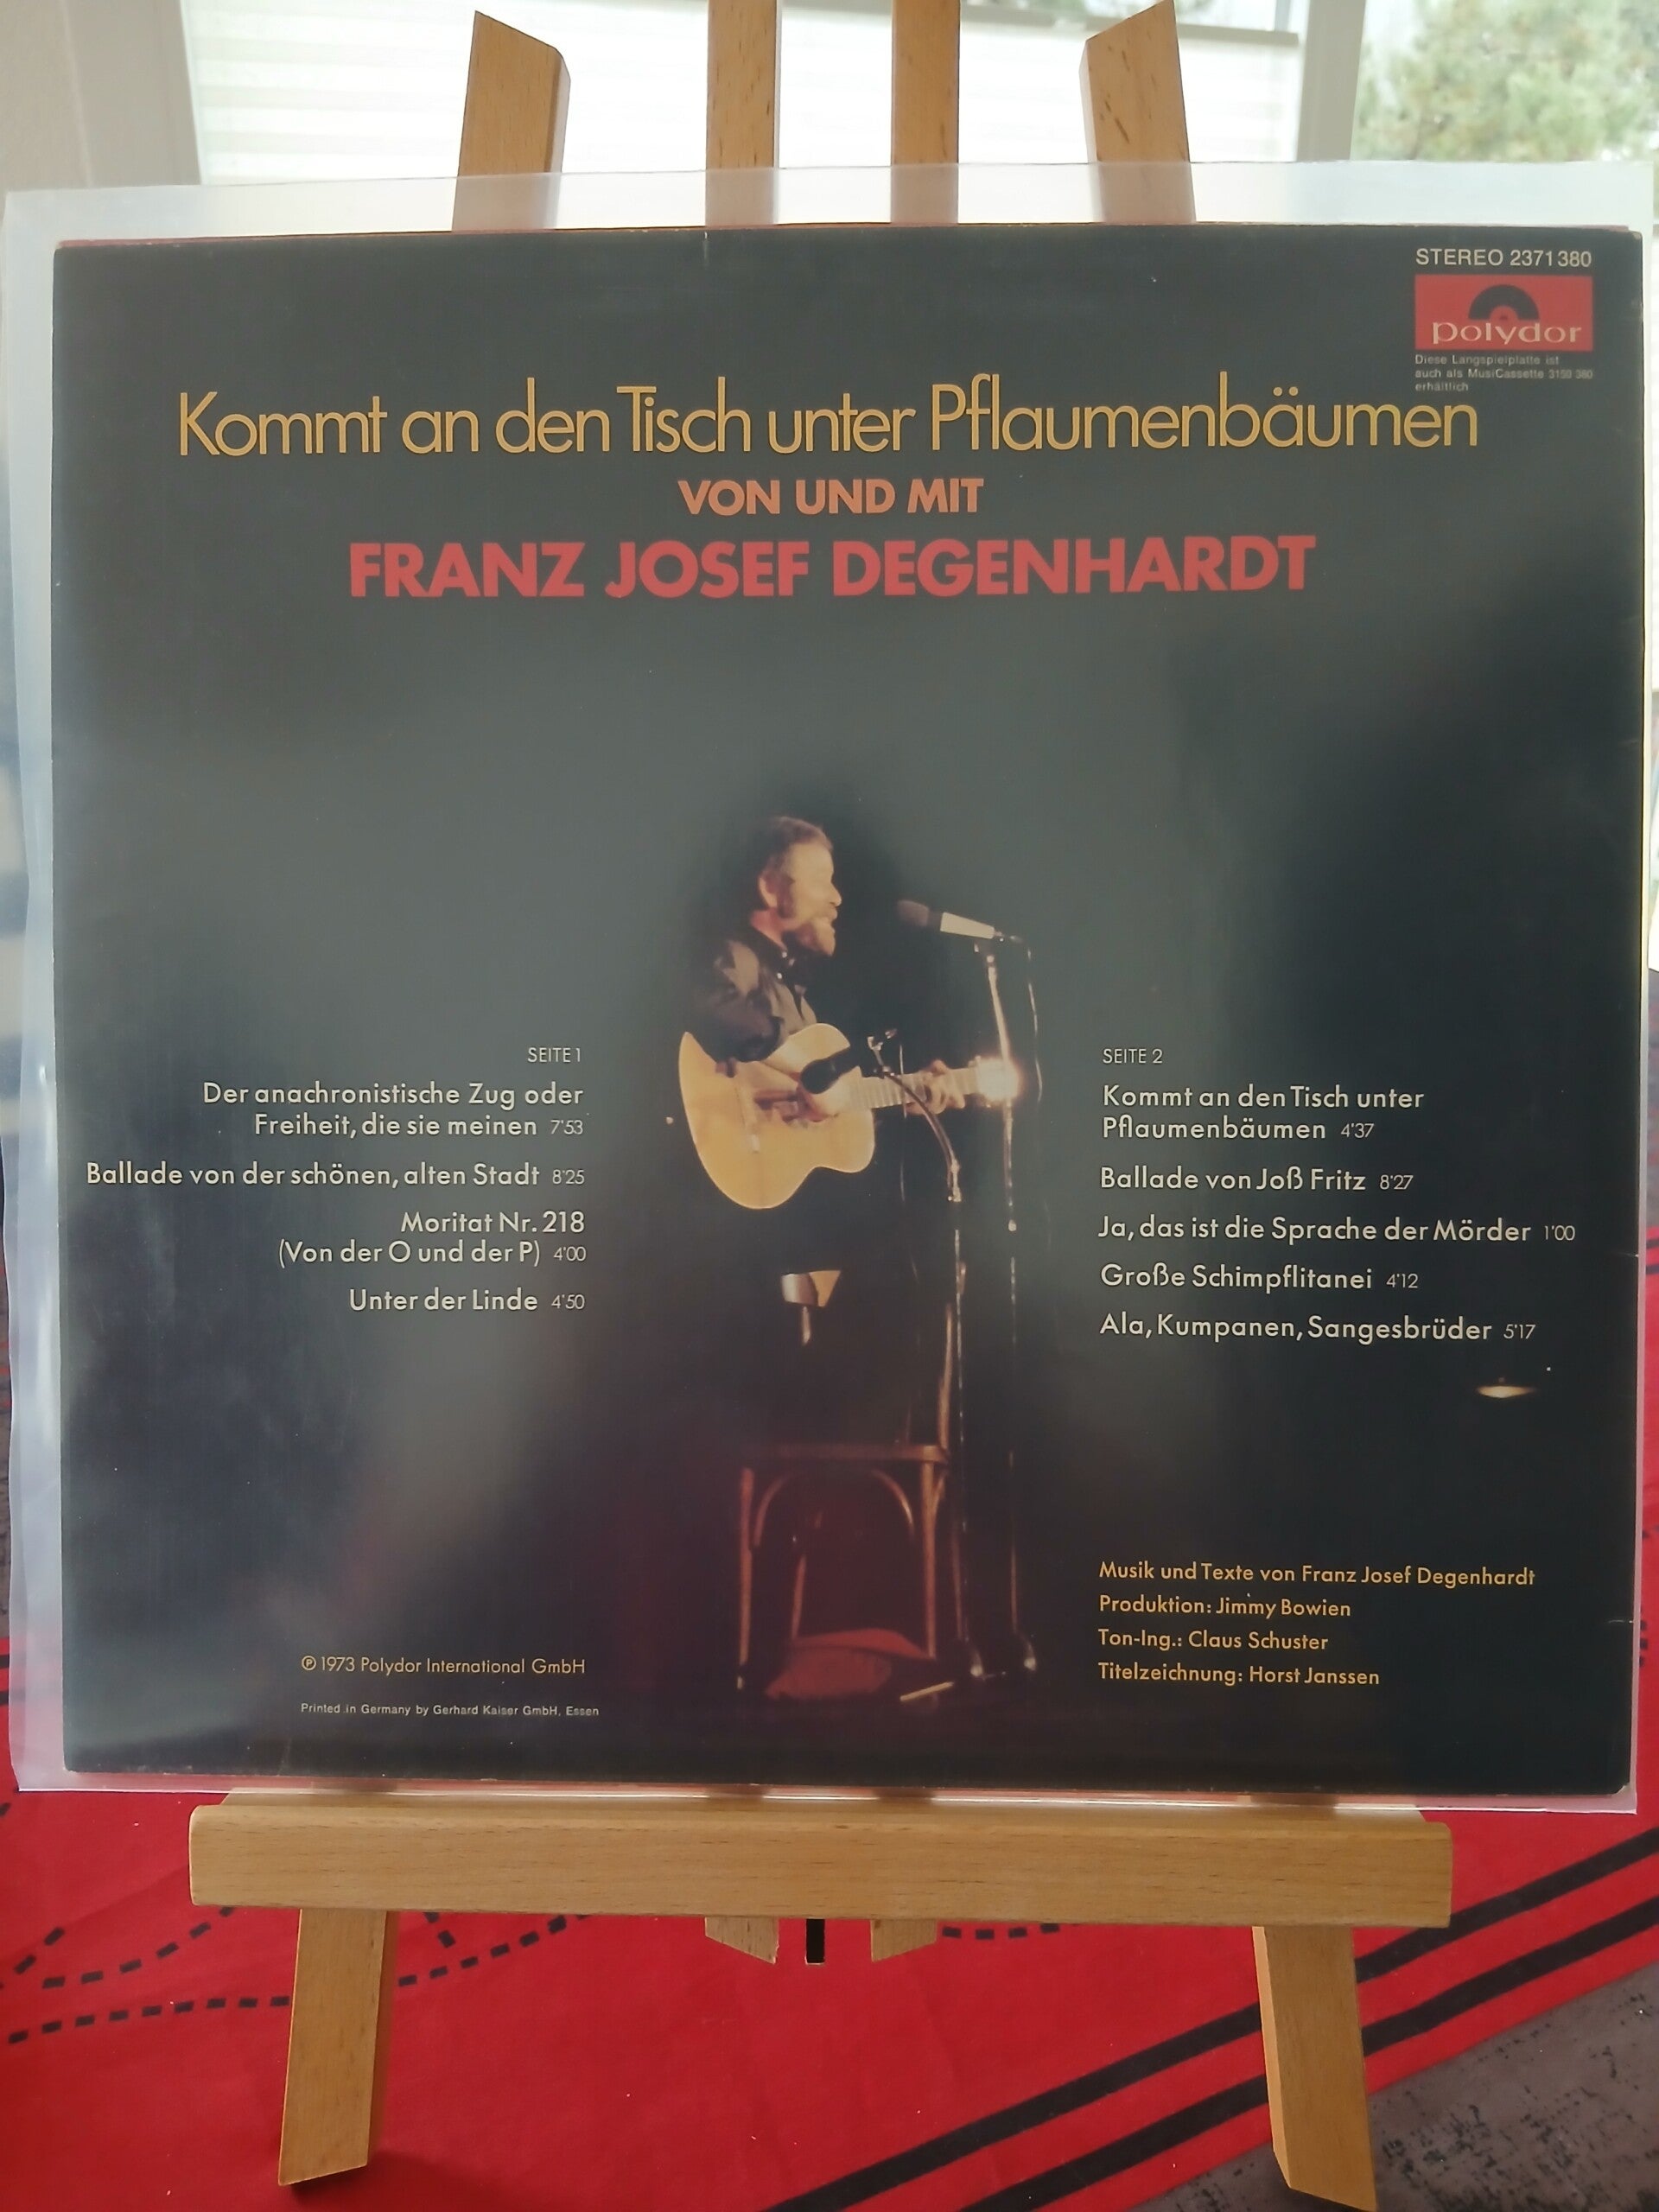 STEREO 2371 380
polydor
Diese Langspielplatte ist
auch als MusiCassette 3150 380
erhältlich
Kommt an den Tisch unter Pflaumenbäumen
VON UND MIT
FRANZ JOSEF DEGENHARDT
SEITE 1
Der anachronistische Zug oder
Freiheit, die sie meinen 7'53
Ballade von der schönen, alten Stadt 8'25
Moritat Nr. 218
(Von der O und der P) 4'00
Unter der Linde 4'50
SEITE 2
Kommt an den Tisch unter
Pflaumenbäumen 4'37
Ballade von Joß Fritz 8'27
Ja, das ist die Sprache der Mörder 1'00
Große Schimpflitanei 4'12
Ala, Kumpanen, Sangesbrüder 5'17
Musik und Texte von Franz Josef Degenhardt
Produktion: Jimmy Bowien
Ton-Ing.: Claus Schuster
Titelzeichnung: Horst Janssen
℗ 1973 Polydor International GmbH
Printed in Germany by Gerhard Kaiser GmbH, Essen